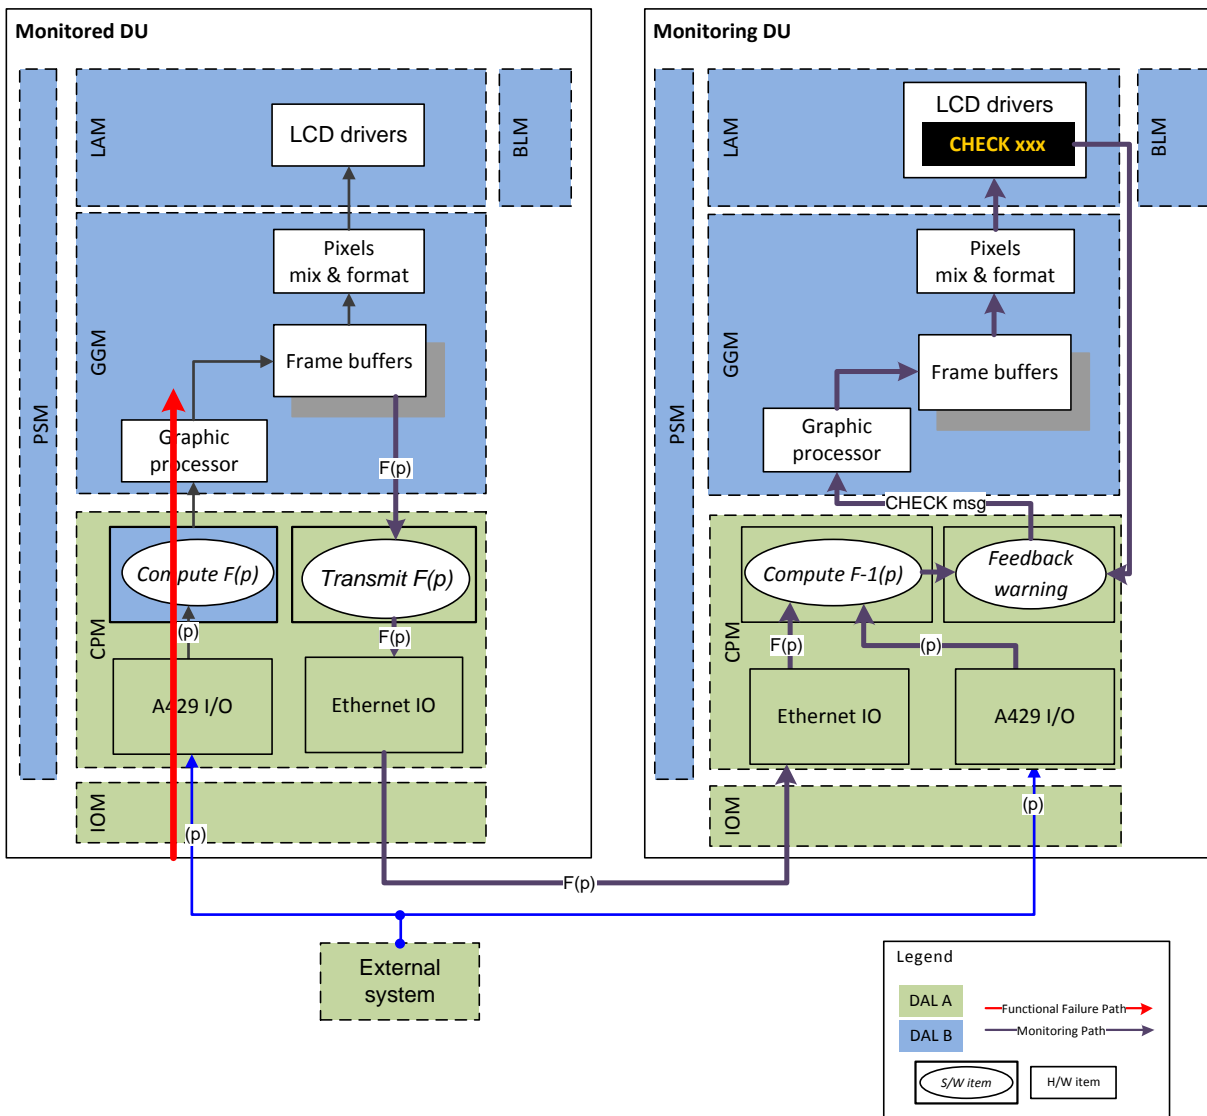 Monitored DU
LAM
LCD drivers
BLM
PSM
GGM
Pixels
mix & format
Frame buffers
Graphic
processor
F(p)
CPM
Compute F(p)
Transmit F(p)
(p)
F(p)
A429 I/O
Ethernet IO
IOM
(p)
Monitoring DU
LAM
LCD drivers
CHECK xxx
BLM
PSM
GGM
Pixels
mix & format
Frame buffers
Graphic
processor
CHECK msg
CPM
Compute F-1(p)
Feedback
warning
F(p)
(p)
Ethernet IO
A429 I/O
IOM
(p)
F(p)
External
system
Legend
DAL A
Functional Failure Path
DAL B
Monitoring Path
S/W item
H/W item